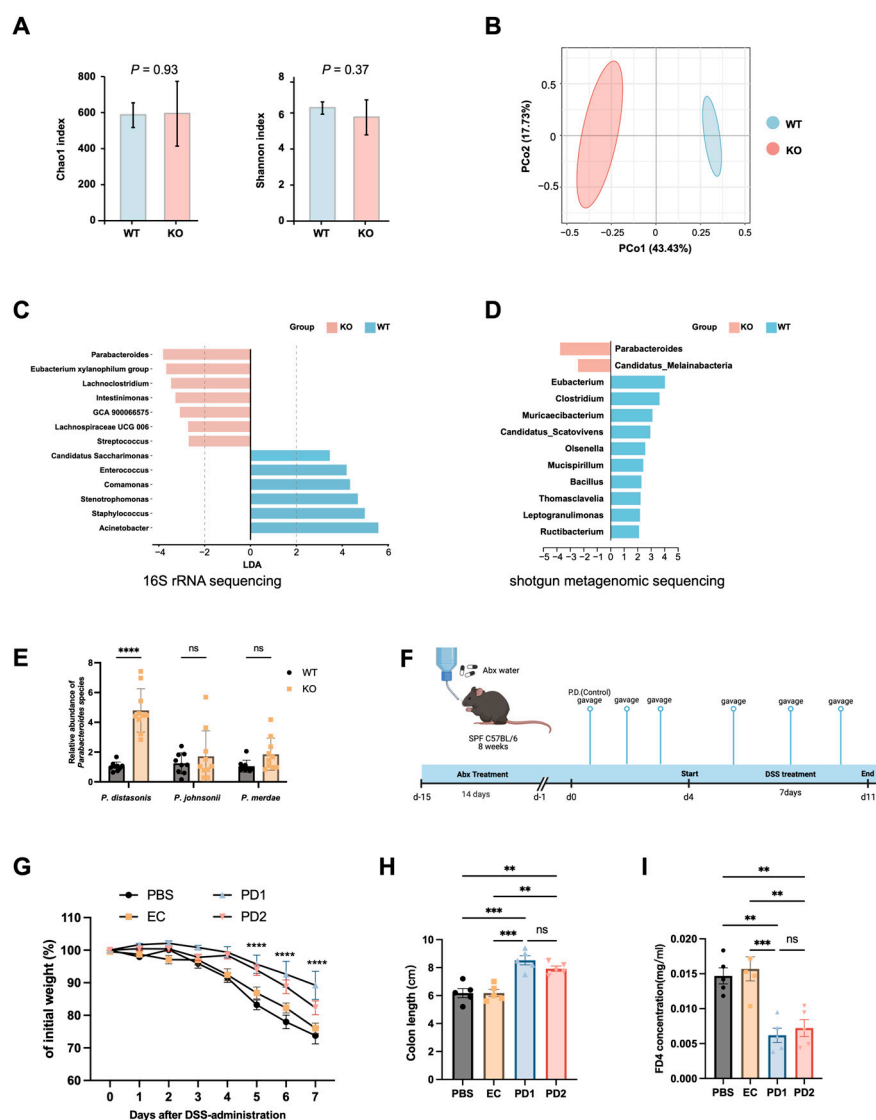 A
P = 0.93
Chao1 index
800
600
400
200
0
WT
KO
P = 0.37
Shannon index
8
6
4
2
0
WT
KO
B
PCo2 (17.73%)
0.5
0
−0.5
−0.5
−0.25
0
0.25
0.5
PCo1 (43.43%)
WT
KO
C
Group
KO
WT
Parabacteroides
Eubacterium xylanophilum group
Lachnoclostridium
Intestinimonas
GCA 900066575
Lachnospiraceae UCG 006
Streptococcus
Candidatus Saccharimonas
Enterococcus
Comamonas
Stenotrophomonas
Staphylococcus
Acinetobacter
−4
−2
0
2
4
6
LDA
16S rRNA sequencing
D
Group
KO
WT
Parabacteroides
Candidatus_Melainabacteria
Eubacterium
Clostridium
Muricaecibacterium
Candidatus_Scatovivens
Olsenella
Mucispirillum
Bacillus
Thomasclavelia
Leptogranulimonas
Ructibacterium
−5
−4
−3
−2
−1
0
1
2
3
4
5
shotgun metagenomic sequencing
E
Relative abundance of
Parabacteroides species
8
6
4
2
0
****
ns
ns
WT
KO
P. distasonis
P. johnsonii
P. merdae
F
Abx water
SPF C57BL/6
8 weeks
P.D.(Control)
gavage
gavage
gavage
gavage
gavage
gavage
Abx Treatment
Start
DSS treatment
End
d-15
14 days
d-1
d0
d4
7days
d11
G
PBS
PD1
EC
PD2
of initial weight (%)
110
100
90
80
70
60
****
****
****
0
1
2
3
4
5
6
7
Days after DSS-administration
H
**
**
***
***
ns
Colon length (cm)
10
8
6
4
2
0
PBS
EC
PD1
PD2
I
**
**
**
***
ns
FD4 concentration(mg/ml)
0.020
0.015
0.010
0.005
0.000
PBS
EC
PD1
PD2